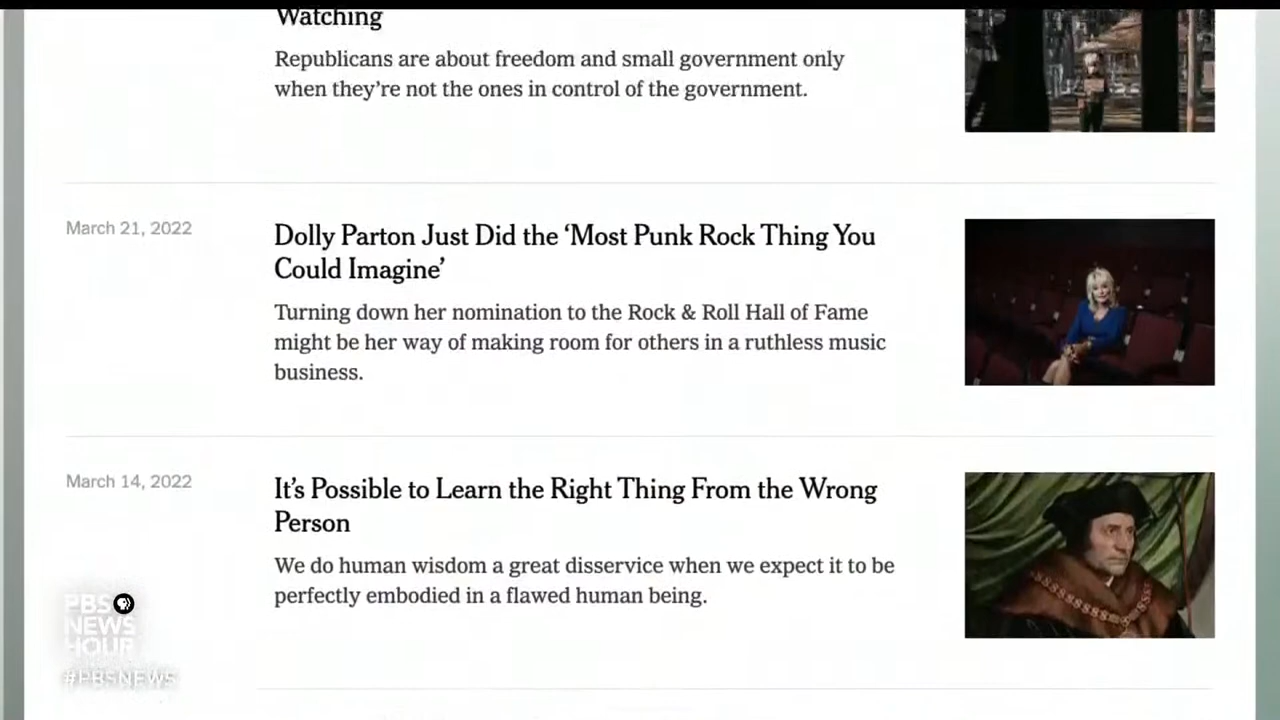 Watching
Republicans are about freedom and small government only
when they’re not the ones in control of the government.
March 21, 2022
Dolly Parton Just Did the ‘Most Punk Rock Thing You
Could Imagine’
Turning down her nomination to the Rock & Roll Hall of Fame
might be her way of making room for others in a ruthless music
business.
March 14, 2022
It’s Possible to Learn the Right Thing From the Wrong
Person
We do human wisdom a great disservice when we expect it to be
perfectly embodied in a flawed human being.
PBS
NEWS
HOUR
#PBSNEWS